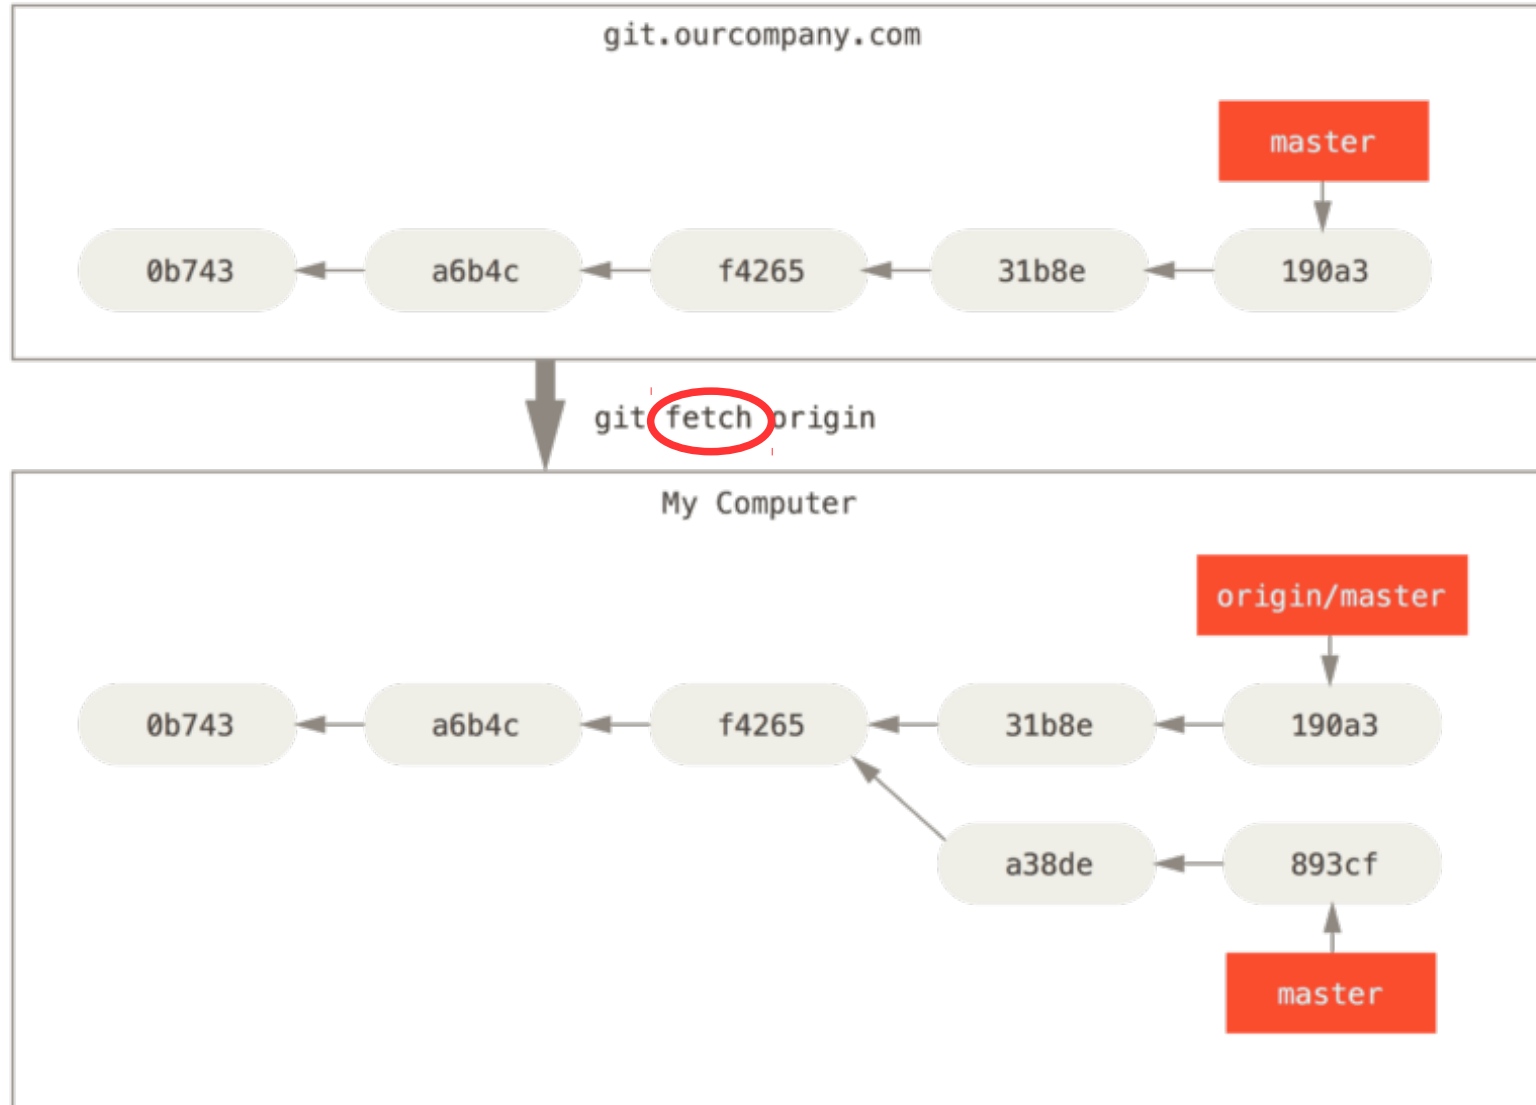 git.ourcompany.com
master
0b743 a6b4c f4265 31b8e 190a3
git fetch origin
My Computer
origin/master
0b743 a6b4c f4265 31b8e 190a3
a38de 893cf
master